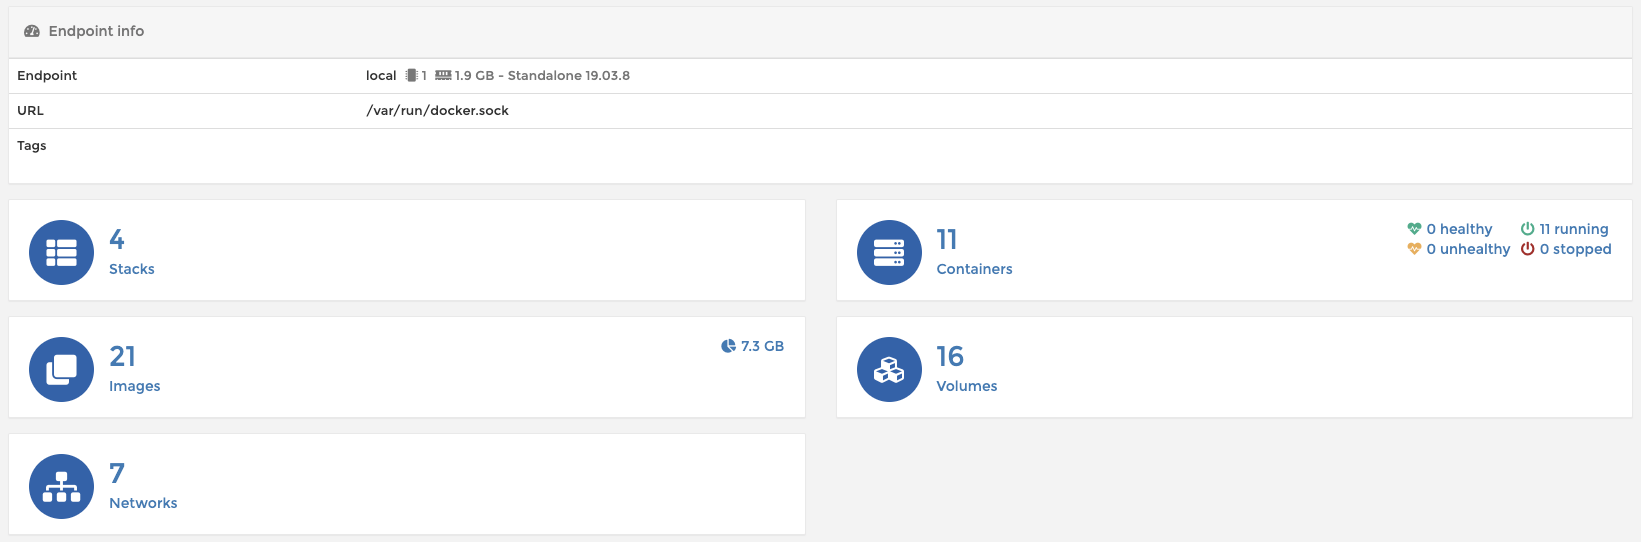 Endpoint info
Endpoint local 1 1.9 GB - Standalone 19.03.8
URL /var/run/docker.sock
Tags
4
Stacks
11
Containers
0 healthy 11 running
0 unhealthy 0 stopped
21
Images
7.3 GB
16
Volumes
7
Networks